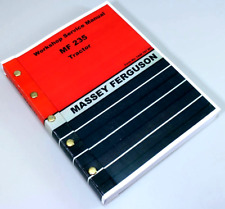 Workshop Service Manual
MF 235
Tractor
MASSEY FERGUSON